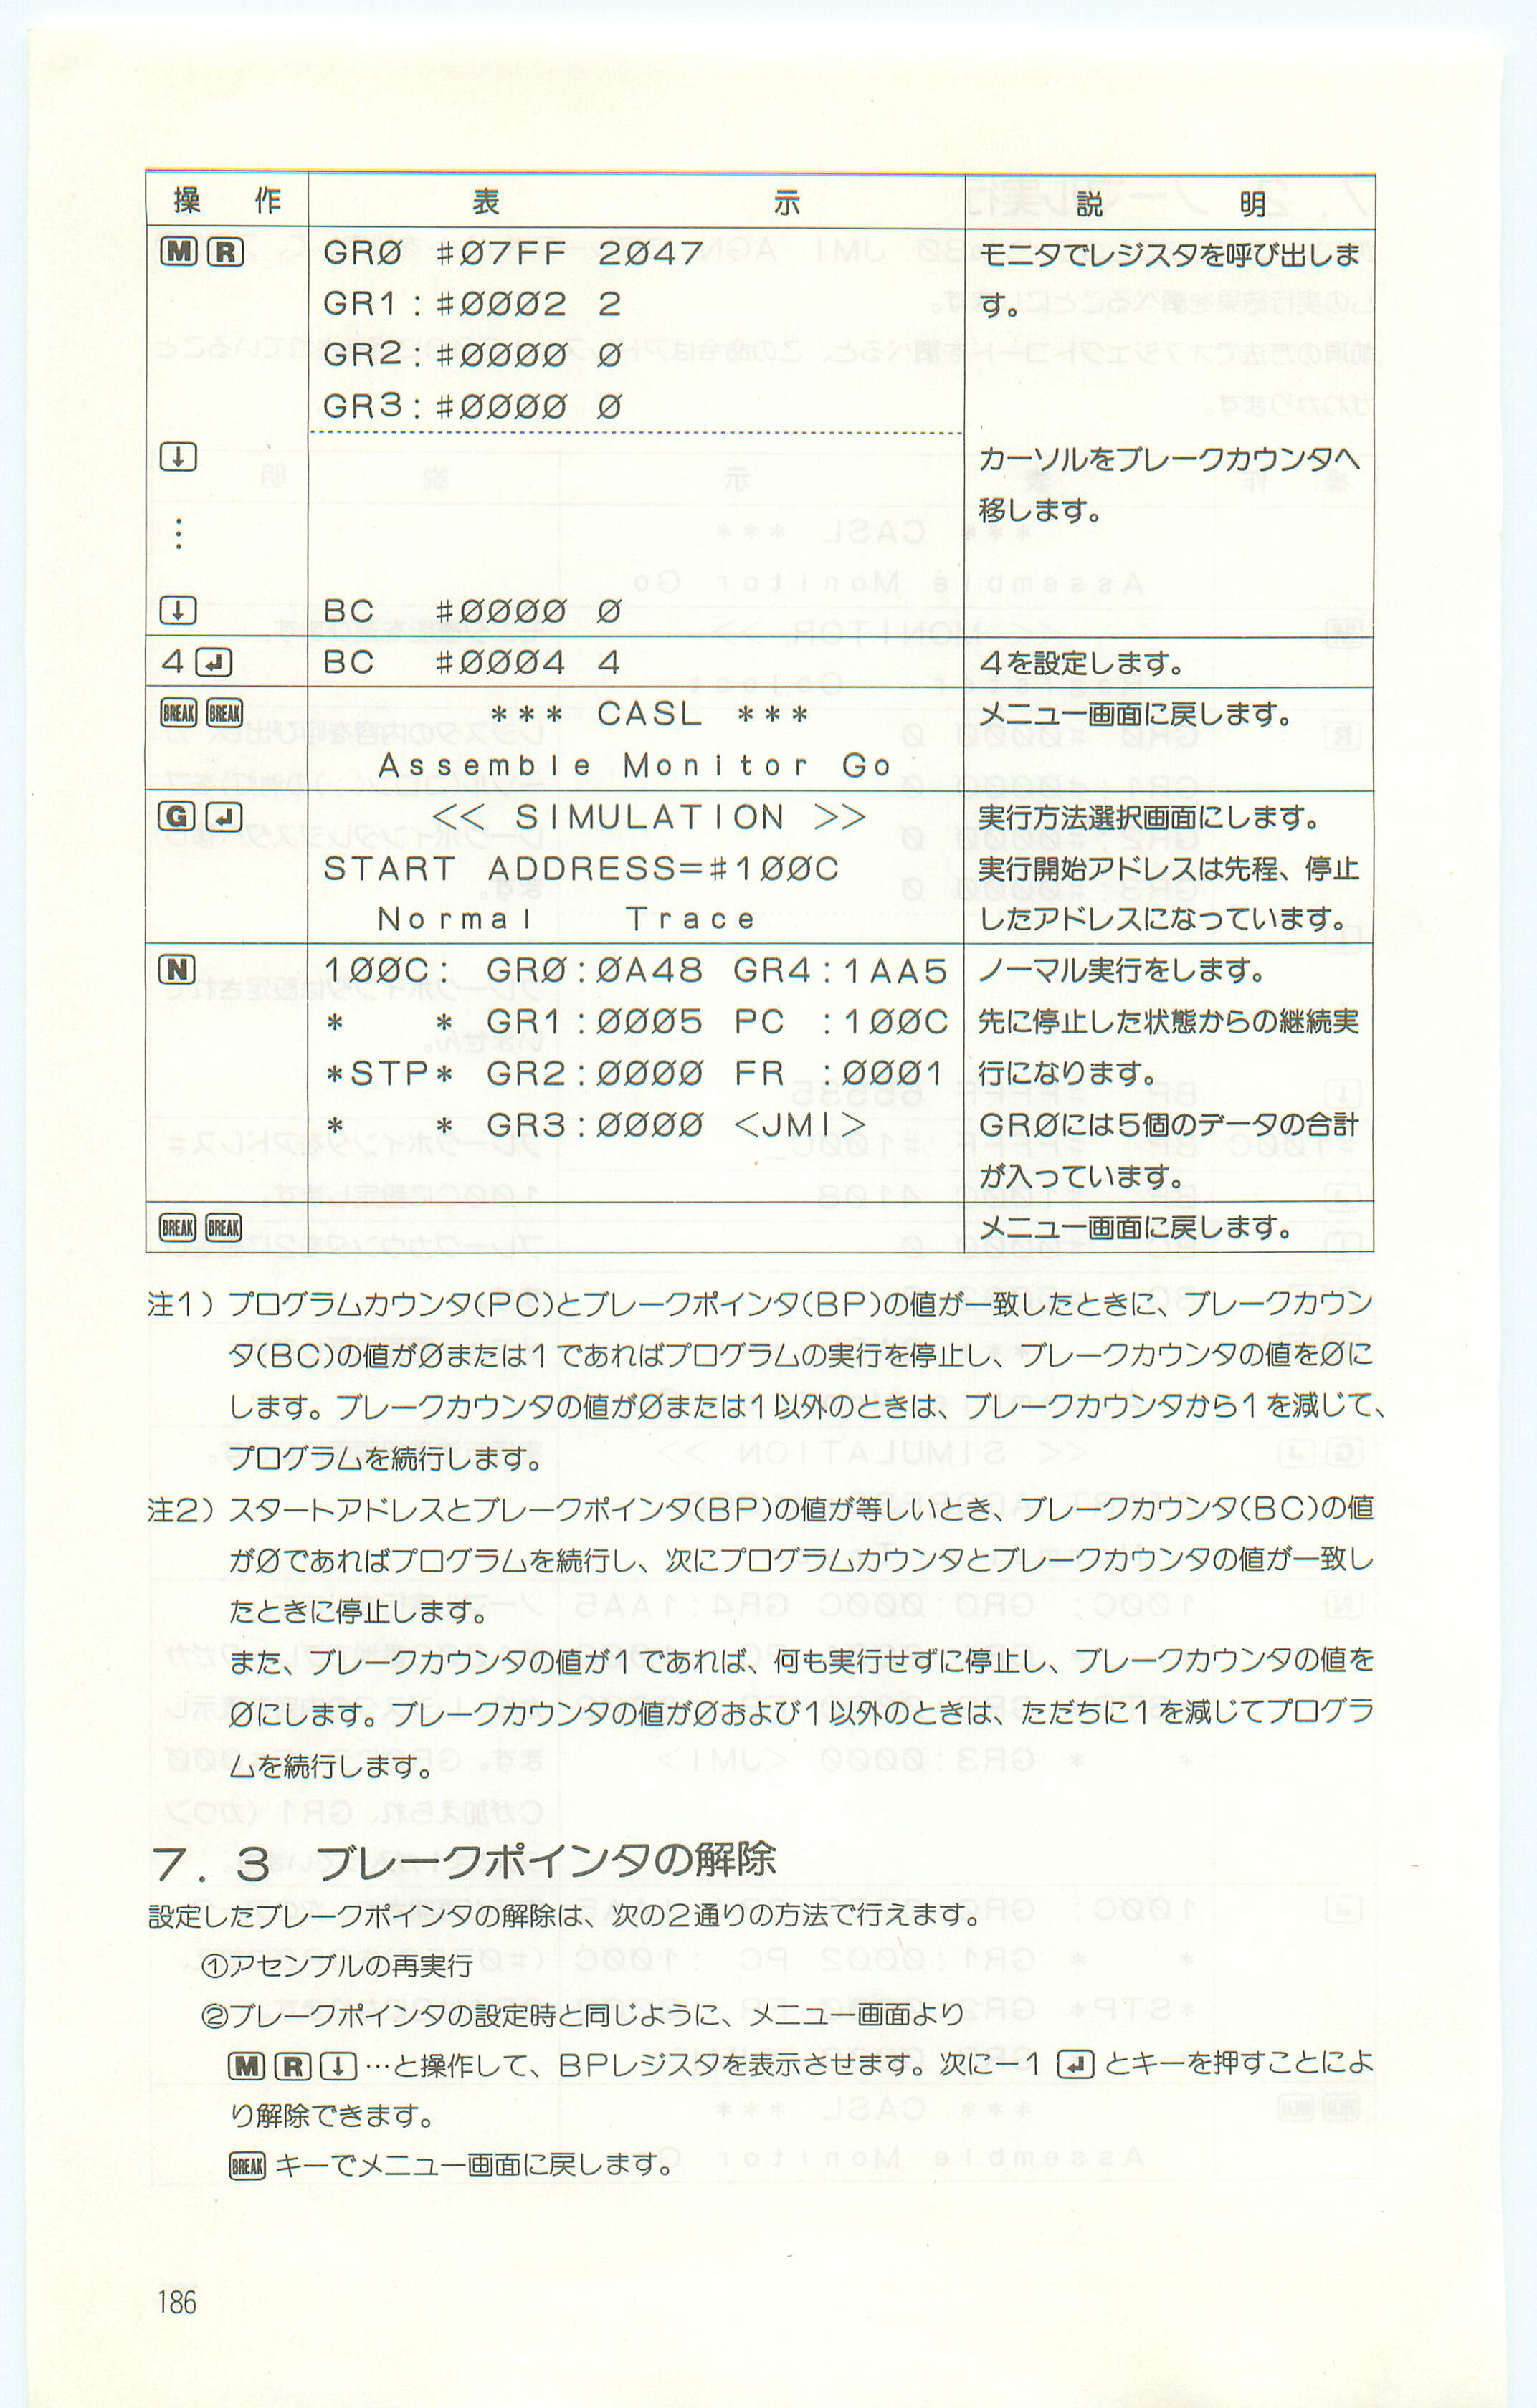 操 作 表 示 説 明
M R GRØ #Ø7FF 2Ø47 モニタでレジスタを呼び出しま
GR1:#ØØØ2 2 す。
GR2:#ØØØØ Ø
GR3:#ØØØØ Ø
↓ カーソルをブレークカウンタへ
⋮ 移します。
↓ BC #ØØØØ Ø
4 ↵ BC #ØØØ4 4 4を設定します。
BREAK BREAK *** CASL *** メニュー画面に戻します。
Assemble Monitor Go
G ↵ << SIMULATION >> 実行方法選択画面にします。
START ADDRESS=#1ØØC 実行開始アドレスは先程、停止
Normal Trace したアドレスになっています。
N 1ØØC: GRØ:ØA48 GR4:1AA5 ノーマル実行をします。
* * GR1:ØØØ5 PC :1ØØC 先に停止した状態からの継続実
*STP* GR2:ØØØØ FR :ØØØ1 行になります。
* * GR3:ØØØØ <JMI> GRØには5個のデータの合計
が入っています。
BREAK BREAK メニュー画面に戻します。
注1) プログラムカウンタ(PC)とブレークポインタ(BP)の値が一致したときに、ブレークカウン
タ(BC)の値がØまたは1であればプログラムの実行を停止し、ブレークカウンタの値をØに
します。ブレークカウンタの値がØまたは1以外のときは、ブレークカウンタから1を減じて、
プログラムを続行します。
注2) スタートアドレスとブレークポインタ(BP)の値が等しいとき、ブレークカウンタ(BC)の値
がØであればプログラムを続行し、次にプログラムカウンタとブレークカウンタの値が一致し
たときに停止します。
また、ブレークカウンタの値が1であれば、何も実行せずに停止し、ブレークカウンタの値を
Øにします。ブレークカウンタの値がØおよび1以外のときは、ただちに1を減じてプログラ
ムを続行します。
7.3 ブレークポインタの解除
設定したブレークポインタの解除は、次の2通りの方法で行えます。
①アセンブルの再実行
②ブレークポインタの設定時と同じように、メニュー画面より
M R ↓ …と操作して、BPレジスタを表示させます。次に−1 ↵ とキーを押すことによ
り解除できます。
BREAK キーでメニュー画面に戻します。
186